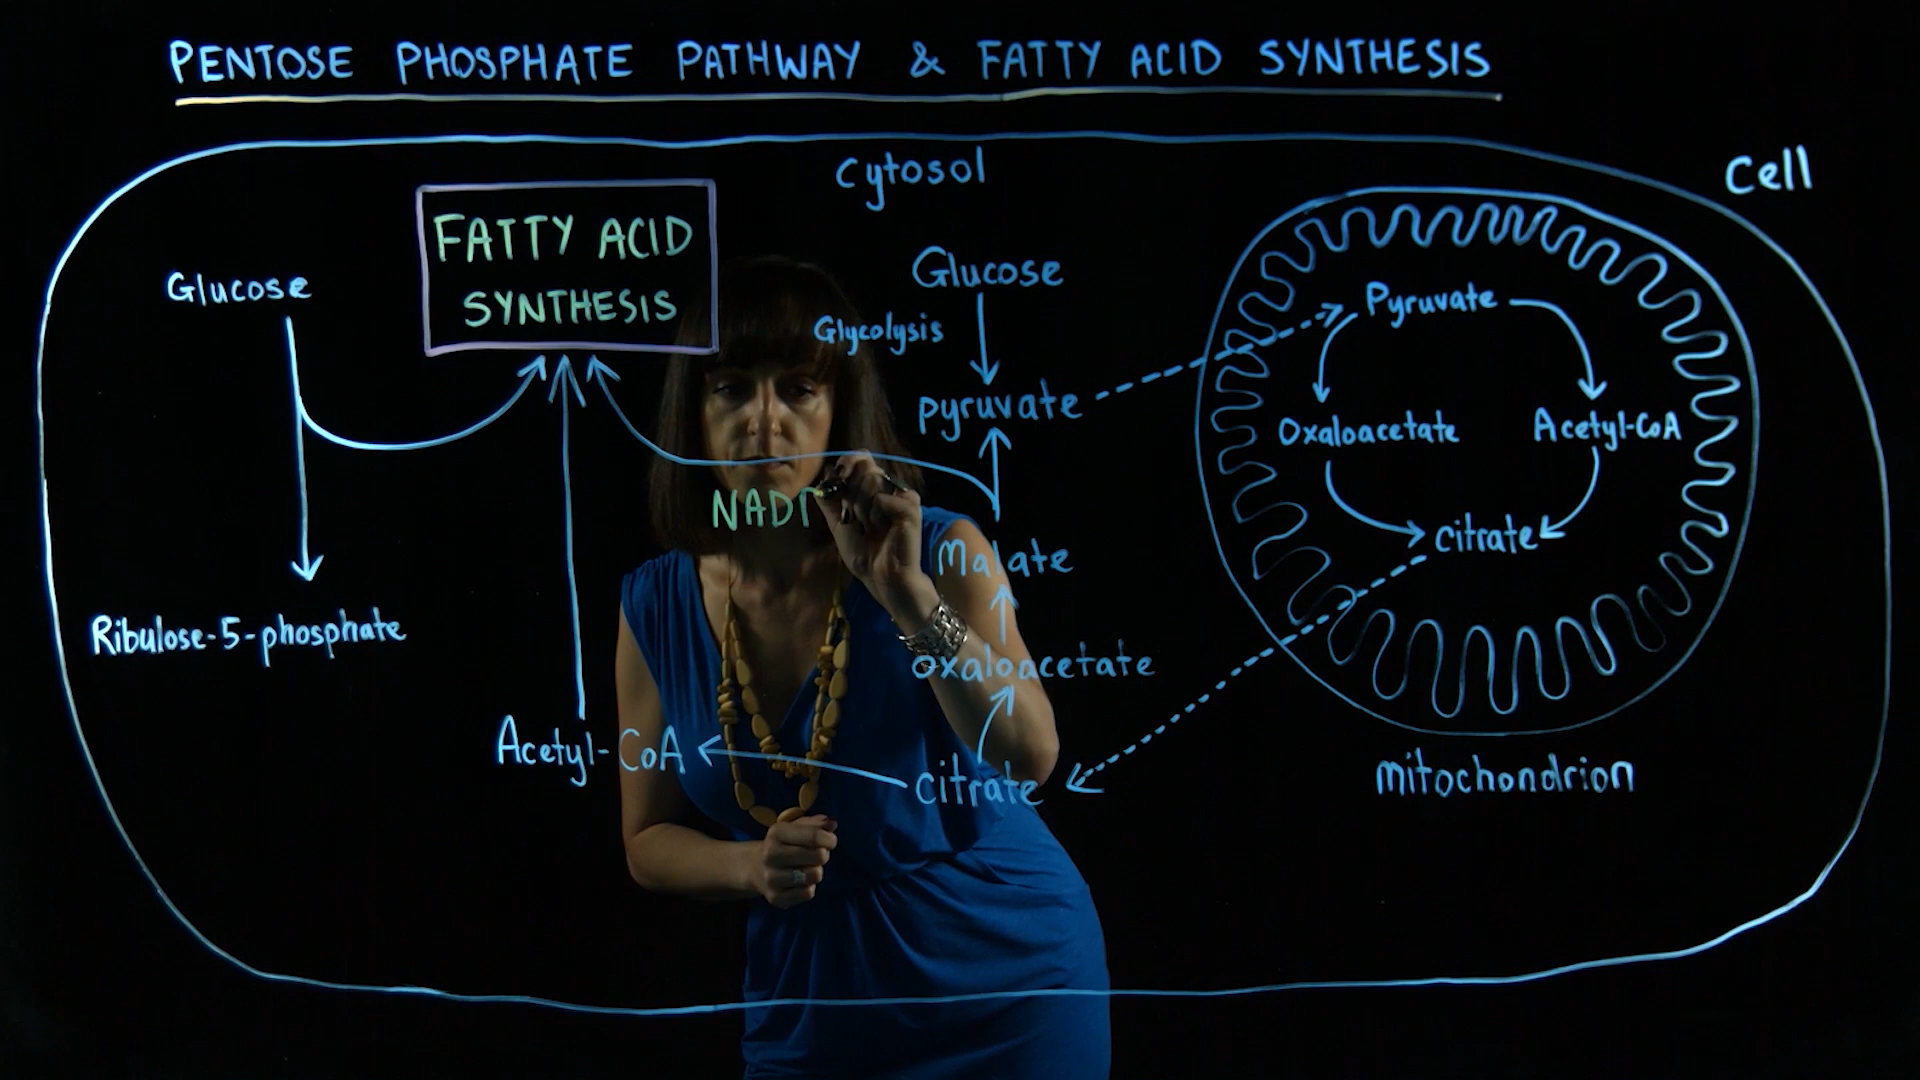 PENTOSE PHOSPHATE PATHWAY & FATTY ACID SYNTHESIS
Cell
Cytosol
FATTY ACID
SYNTHESIS
Glucose
Ribulose-5-phosphate
Acetyl-CoA
NAD
Glucose
Glycolysis
pyruvate
Malate
oxaloacetate
citrate
Pyruvate
Oxaloacetate
Acetyl-CoA
citrate
mitochondrion